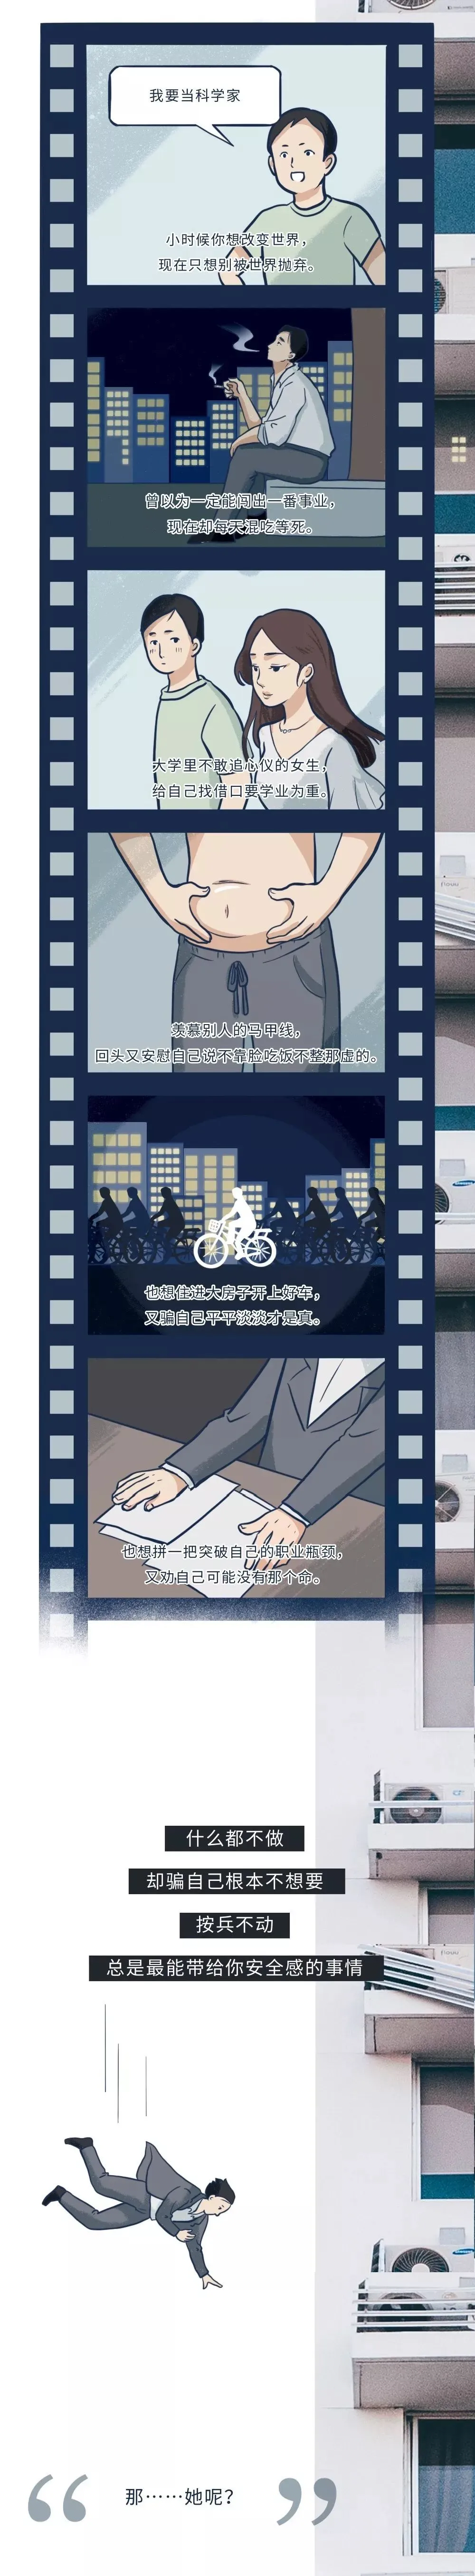 我要当科学家
小时候你想改变世界，
现在只想别被世界抛弃。
曾以为一定能闯出一番事业，
现在却每天混吃等死。
大学里不敢追心仪的女生，
给自己找借口要学业为重。
羡慕别人的马甲线，
回头又安慰自己说不靠脸吃饭不整那虚的。
也想住进大房子开上好车，
又骗自己平平淡淡才是真。
也想拼一把突破自己的职业瓶颈，
又劝自己可能没有那个命。
什么都不做
却骗自己根本不想要
按兵不动
总是最能带给你安全感的事情
“ 那……她呢？ ”